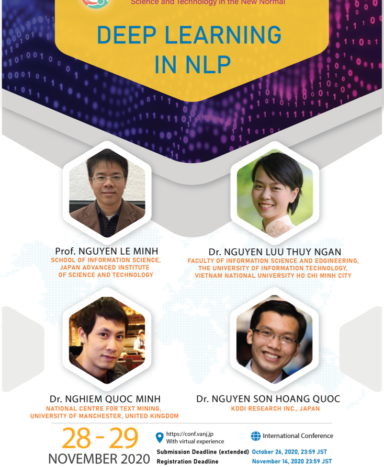 Science and Technology in the New Normal
DEEP LEARNING
IN NLP
Prof. NGUYEN LE MINH
SCHOOL OF INFORMATION SCIENCE,
JAPAN ADVANCED INSTITUTE
OF SCIENCE AND TECHNOLOGY
Dr. NGUYEN LUU THUY NGAN
FACULTY OF INFORMATION SCIENCE AND EDGINEERING,
THE UNIVERSITY OF INFORMATION TECHNOLOGY,
VIETNAM NATIONAL UNIVERSITY HO CHI MINH CITY
Dr. NGHIEM QUOC MINH
NATIONAL CENTRE FOR TEXT MINING,
UNIVERSITY OF MANCHESTER, UNITED KINGDOM
Dr. NGUYEN SON HOANG QUOC
KODI RESEARCH INC., JAPAN
28 - 29
NOVEMBER 2020
https://conf.vanj.jp
With virtual experience
International Conference
Submission Deadline (extended) October 26, 2020, 23:59 JST
Registration Deadline November 14, 2020 23:59 JST